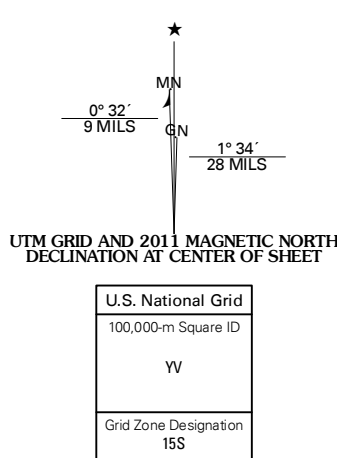 ★
MN
0° 32´
9 MILS
GN
1° 34´
28 MILS
UTM GRID AND 2011 MAGNETIC NORTH
DECLINATION AT CENTER OF SHEET
U.S. National Grid
100,000-m Square ID
YV
Grid Zone Designation
15S